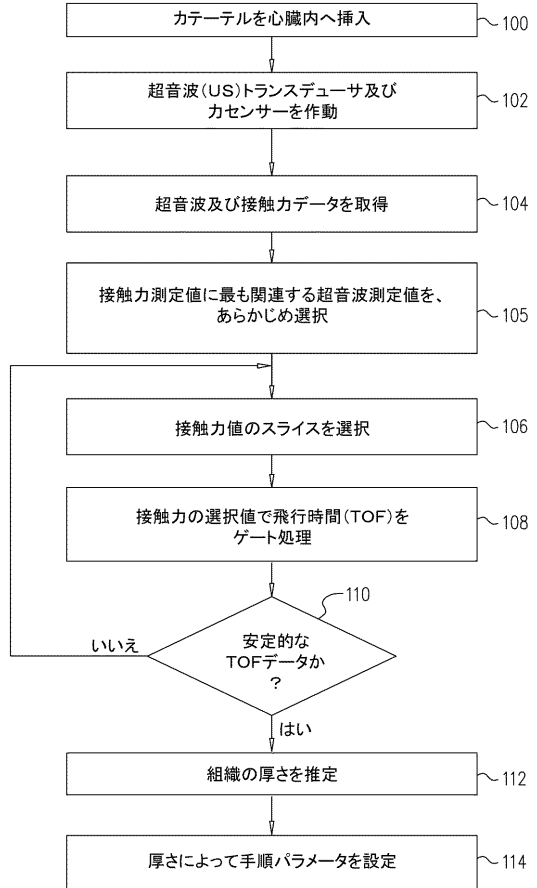 カテーテルを心臓内へ挿入
100
超音波(US)トランスデューサ及び
力センサーを作動
102
超音波及び接触力データを取得
104
接触力測定値に最も関連する超音波測定値を、
あらかじめ選択
105
接触力値のスライスを選択
106
接触力の選択値で飛行時間(TOF)を
ゲート処理
108
110
安定的な
TOFデータか
?
いいえ
はい
組織の厚さを推定
112
厚さによって手順パラメータを設定
114